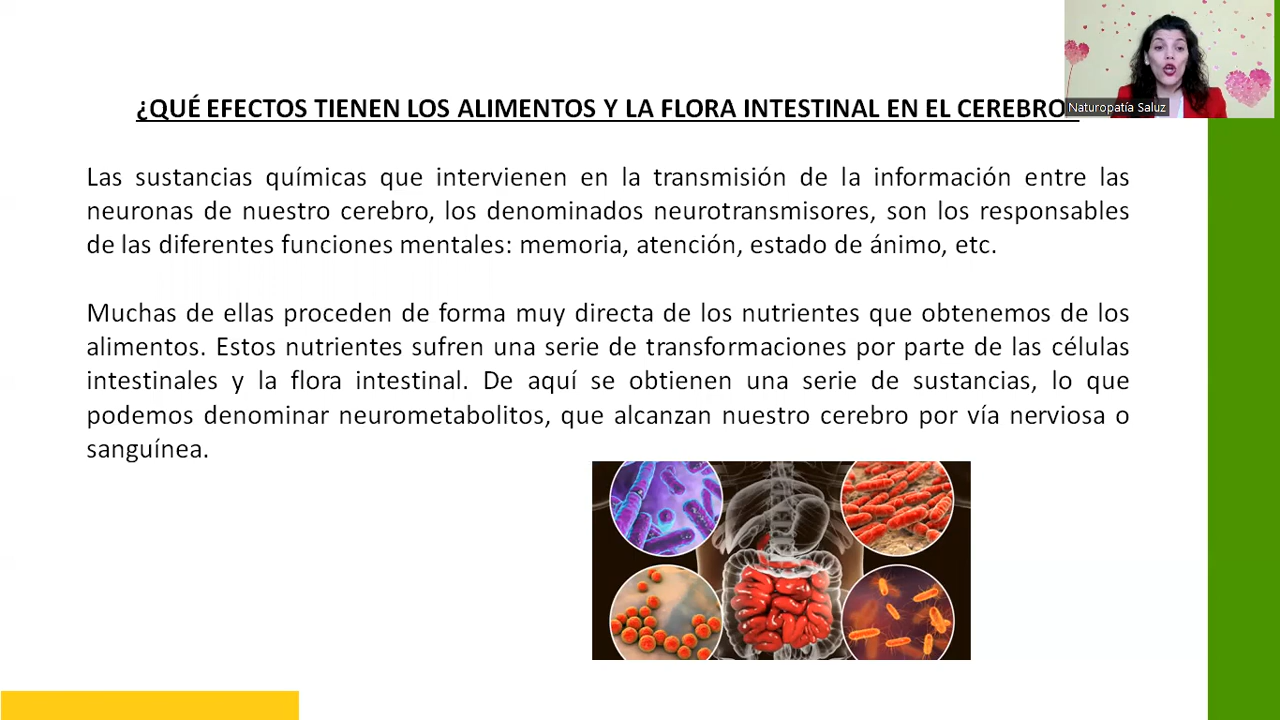 ¿QUÉ EFECTOS TIENEN LOS ALIMENTOS Y LA FLORA INTESTINAL EN EL CEREBRO?
Naturopatía Saluz
Las sustancias químicas que intervienen en la transmisión de la información entre las
neuronas de nuestro cerebro, los denominados neurotransmisores, son los responsables
de las diferentes funciones mentales: memoria, atención, estado de ánimo, etc.
Muchas de ellas proceden de forma muy directa de los nutrientes que obtenemos de los
alimentos. Estos nutrientes sufren una serie de transformaciones por parte de las células
intestinales y la flora intestinal. De aquí se obtienen una serie de sustancias, lo que
podemos denominar neurometabolitos, que alcanzan nuestro cerebro por vía nerviosa o
sanguínea.